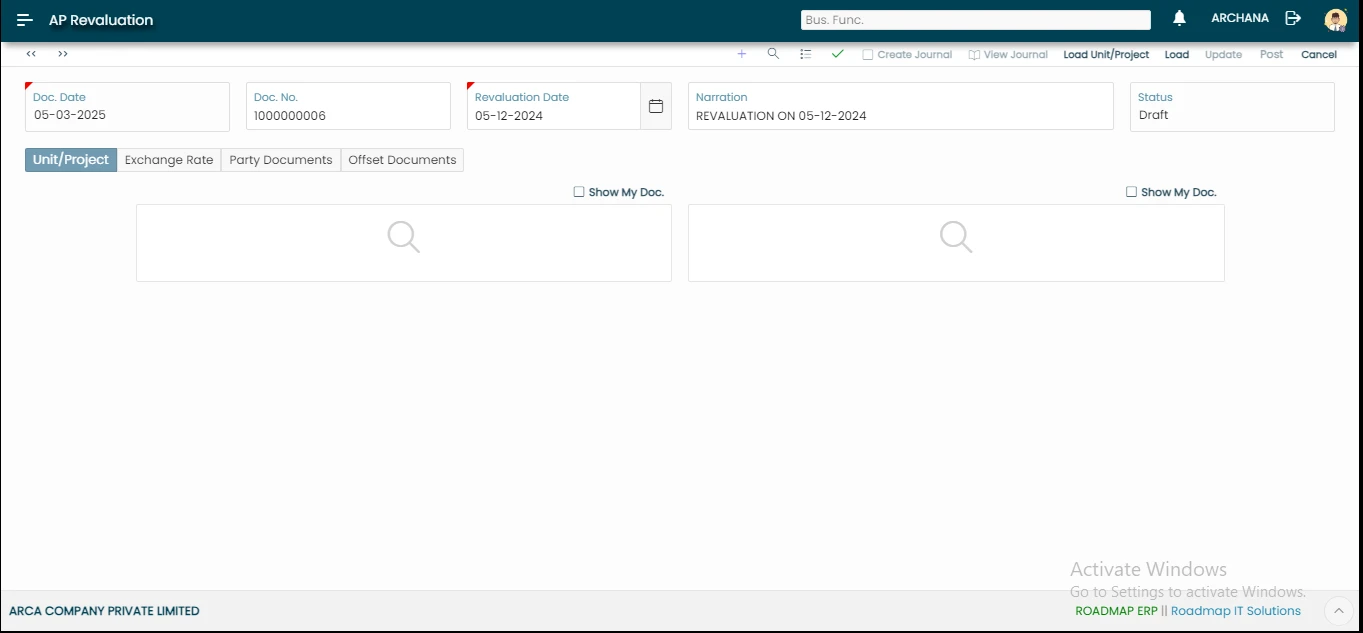 AP Revaluation
Bus. Func.
ARCHANA
<< >>
Create Journal View Journal Load Unit/Project Load Update Post Cancel
Doc. Date
05-03-2025
Doc. No.
1000000006
Revaluation Date
05-12-2024
Narration
REVALUATION ON 05-12-2024
Status
Draft
Unit/Project Exchange Rate Party Documents Offset Documents
Show My Doc. Show My Doc.
Activate Windows
Go to Settings to activate Windows.
ARCA COMPANY PRIVATE LIMITED
ROADMAP ERP || Roadmap IT Solutions